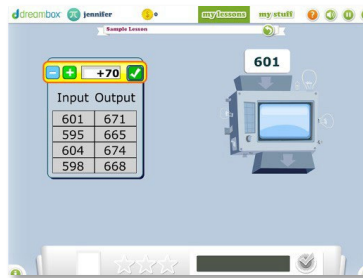 dreambox jennifer 0 my lessons my stuff
Sample Lesson
+70
Input Output
601 671
595 665
604 674
598 668
601